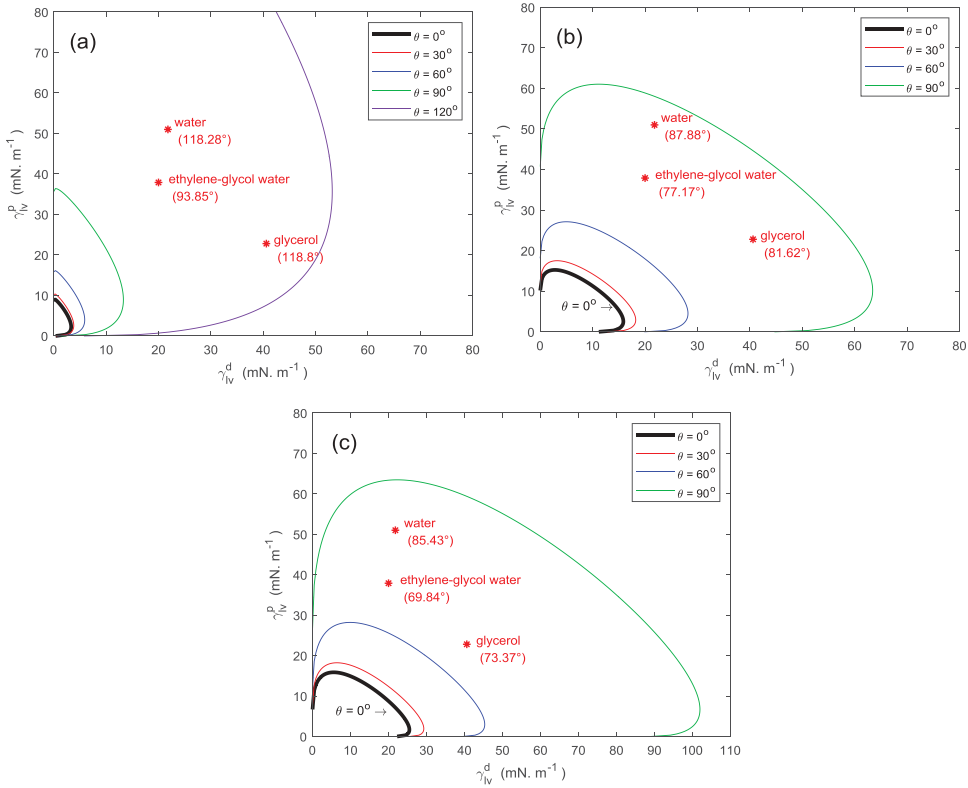 (a)
θ = 0°
θ = 30°
θ = 60°
θ = 90°
θ = 120°
water
(118.28°)
ethylene-glycol water
(93.85°)
glycerol
(118.8°)
80
70
60
50
40
30
20
10
0
γ_lv^p (mN. m^-1)
0 10 20 30 40 50 60 70 80
γ_lv^d (mN. m^-1)
(b)
θ = 0°
θ = 30°
θ = 60°
θ = 90°
water
(87.88°)
ethylene-glycol water
(77.17°)
glycerol
(81.62°)
θ = 0° →
80
70
60
50
40
30
20
10
0
γ_lv^p (mN. m^-1)
0 10 20 30 40 50 60 70 80
γ_lv^d (mN. m^-1)
(c)
θ = 0°
θ = 30°
θ = 60°
θ = 90°
water
(85.43°)
ethylene-glycol water
(69.84°)
glycerol
(73.37°)
θ = 0° →
80
70
60
50
40
30
20
10
0
γ_lv^p (mN. m^-1)
0 10 20 30 40 50 60 70 80 90 100 110
γ_lv^d (mN. m^-1)